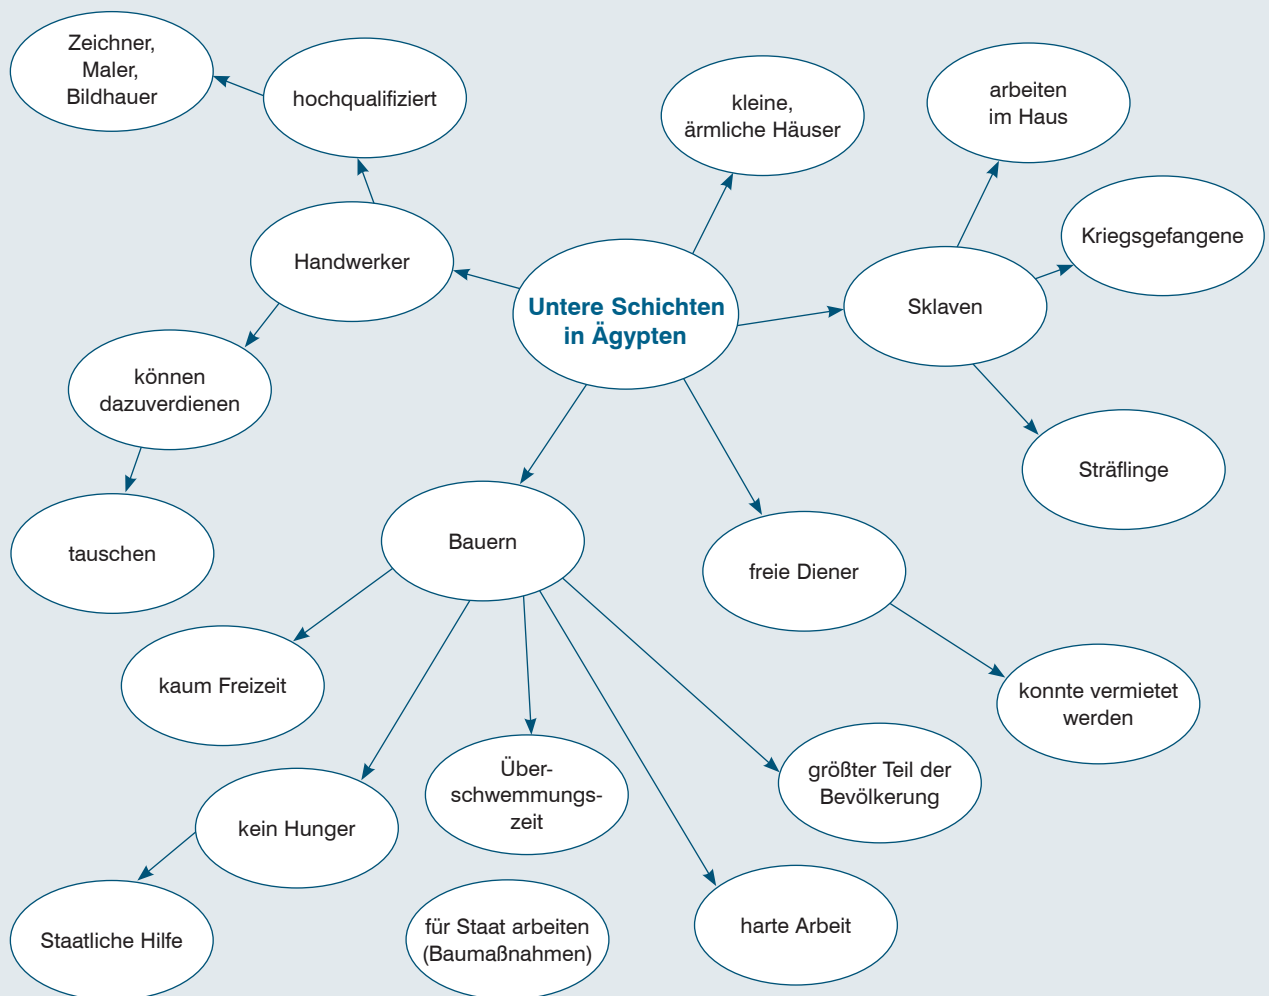 Zeichner,
Maler,
Bildhauer
hochqualifiziert
kleine,
ärmliche Häuser
arbeiten
im Haus
Kriegsgefangene
Handwerker
Untere Schichten
in Ägypten
Sklaven
können
dazuverdienen
Sträflinge
tauschen
Bauern
freie Diener
kaum Freizeit
konnte vermietet
werden
Über-
schwemmungs-
zeit
größter Teil der
Bevölkerung
kein Hunger
Staatliche Hilfe
für Staat arbeiten
(Baumaßnahmen)
harte Arbeit